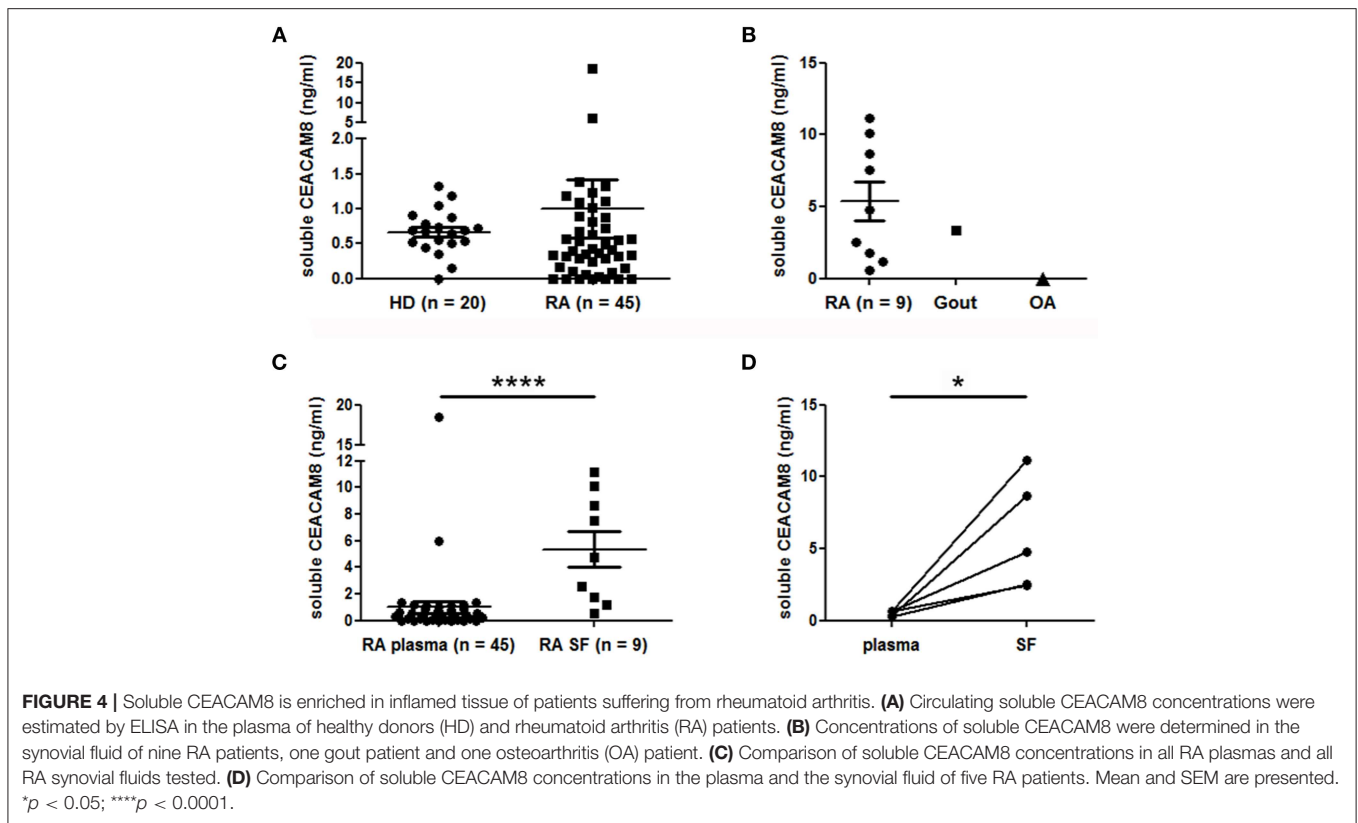 A
soluble CEACAM8 (ng/ml)
20
15
10
5
2.0
1.5
1.0
0.5
0.0
HD (n = 20)
RA (n = 45)
B
soluble CEACAM8 (ng/ml)
15
10
5
0
RA (n = 9)
Gout
OA
C
****
soluble CEACAM8 (ng/ml)
20
15
12
10
8
6
4
2
0
RA plasma (n = 45)
RA SF (n = 9)
D
*
soluble CEACAM8 (ng/ml)
15
10
5
0
plasma
SF
FIGURE 4 | Soluble CEACAM8 is enriched in inflamed tissue of patients suffering from rheumatoid arthritis. (A) Circulating soluble CEACAM8 concentrations were
estimated by ELISA in the plasma of healthy donors (HD) and rheumatoid arthritis (RA) patients. (B) Concentrations of soluble CEACAM8 were determined in the
synovial fluid of nine RA patients, one gout patient and one osteoarthritis (OA) patient. (C) Comparison of soluble CEACAM8 concentrations in all RA plasmas and all
RA synovial fluids tested. (D) Comparison of soluble CEACAM8 concentrations in the plasma and the synovial fluid of five RA patients. Mean and SEM are presented.
*p < 0.05; ****p < 0.0001.